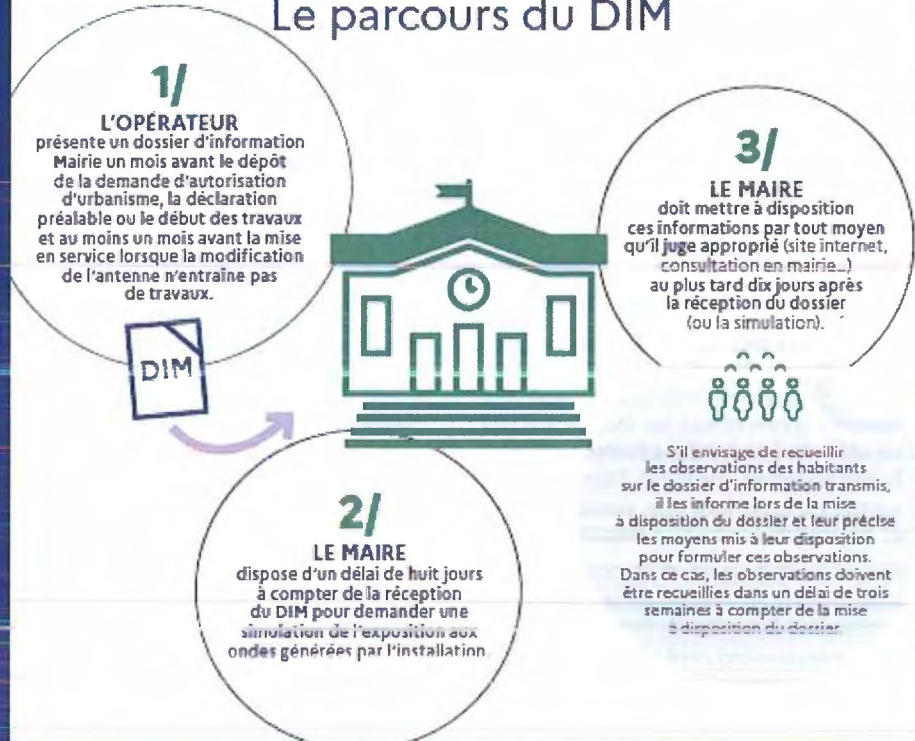 Le parcours du DIM
1/
L'OPÉRATEUR
présente un dossier d'information
Mairie un mois avant le dépôt
de la demande d'autorisation
d'urbanisme, la déclaration
préalable ou le début des travaux
et au moins un mois avant la mise
en service lorsque la modification
de l'antenne n'entraîne pas
de travaux.
DIM
2/
LE MAIRE
dispose d'un délai de huit jours
à compter de la réception
du DIM pour demander une
simulation de l'exposition aux
ondes générées par l'installation
3/
LE MAIRE
doit mettre à disposition
ces informations par tout moyen
qu'il juge approprié (site internet,
consultation en mairie...)
au plus tard dix jours après
la réception du dossier
(ou la simulation).
S'il envisage de recueillir
les observations des habitants
sur le dossier d'information transmis,
il les informe lors de la mise
à disposition du dossier et leur précise
les moyens mis à leur disposition
pour formuler ces observations.
Dans ce cas, les observations doivent
être recueillies dans un délai de trois
semaines à compter de la mise
à disposition du dossier.